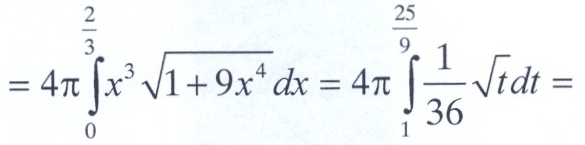 = 4π ∫₀^{2/3} x³ √(1+9x⁴) dx = 4π ∫₁^{25/9} (1/36) √t dt =